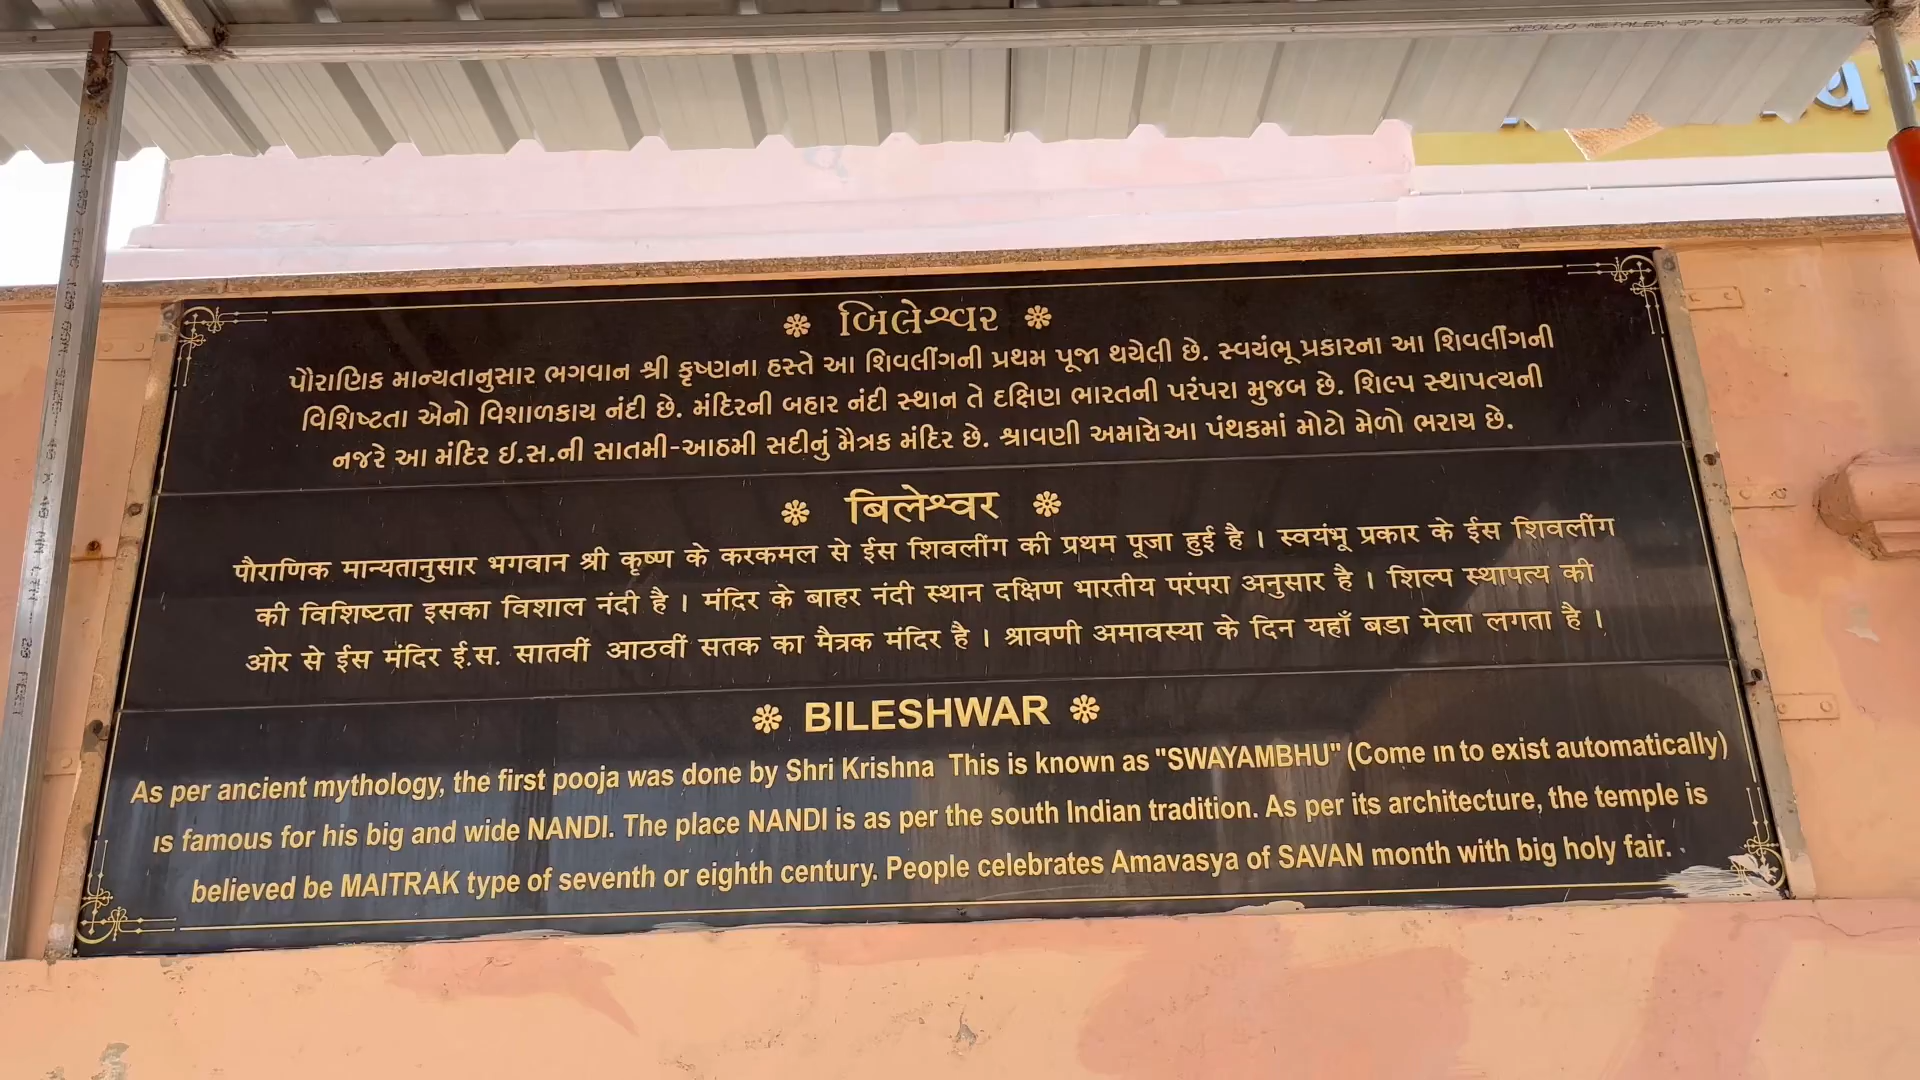 બિલેશ્વર
પૌરાણિક માન્યતાનુસાર ભગવાન શ્રી કૃષ્ણના હસ્તે આ શિવલીંગની પ્રથમ પૂજા થયેલી છે. સ્વયંભૂ પ્રકારના આ શિવલીંગની
વિશિષ્ટતા એનો વિશાળકાય નંદી છે. મંદિરની બહાર નંદી સ્થાન તે દક્ષિણ ભારતની પરંપરા મુજબ છે. શિલ્પ સ્થાપત્યની
નજરે આ મંદિર ઇ.સ.ની સાતમી-આઠમી સદીનું મૈત્રક મંદિર છે. શ્રાવણી અમાસેઆ પંથકમાં મોટો મેળો ભરાય છે.
बिलेश्वर
पौराणिक मान्यतानुसार भगवान श्री कृष्ण के करकमल से ईस शिवलींग की प्रथम पूजा हुई है । स्वयंभू प्रकार के ईस शिवलींग
की विशिष्टता इसका विशाल नंदी है । मंदिर के बाहर नंदी स्थान दक्षिण भारतीय परंपरा अनुसार है । शिल्प स्थापत्य की
ओर से ईस मंदिर ई.स. सातवीं आठवीं सतक का मैत्रक मंदिर है । श्रावणी अमावस्या के दिन यहाँ बडा मेला लगता है ।
BILESHWAR
As per ancient mythology, the first pooja was done by Shri Krishna This is known as "SWAYAMBHU" (Come in to exist automatically)
is famous for his big and wide NANDI. The place NANDI is as per the south Indian tradition. As per its architecture, the temple is
believed be MAITRAK type of seventh or eighth century. People celebrates Amavasya of SAVAN month with big holy fair.